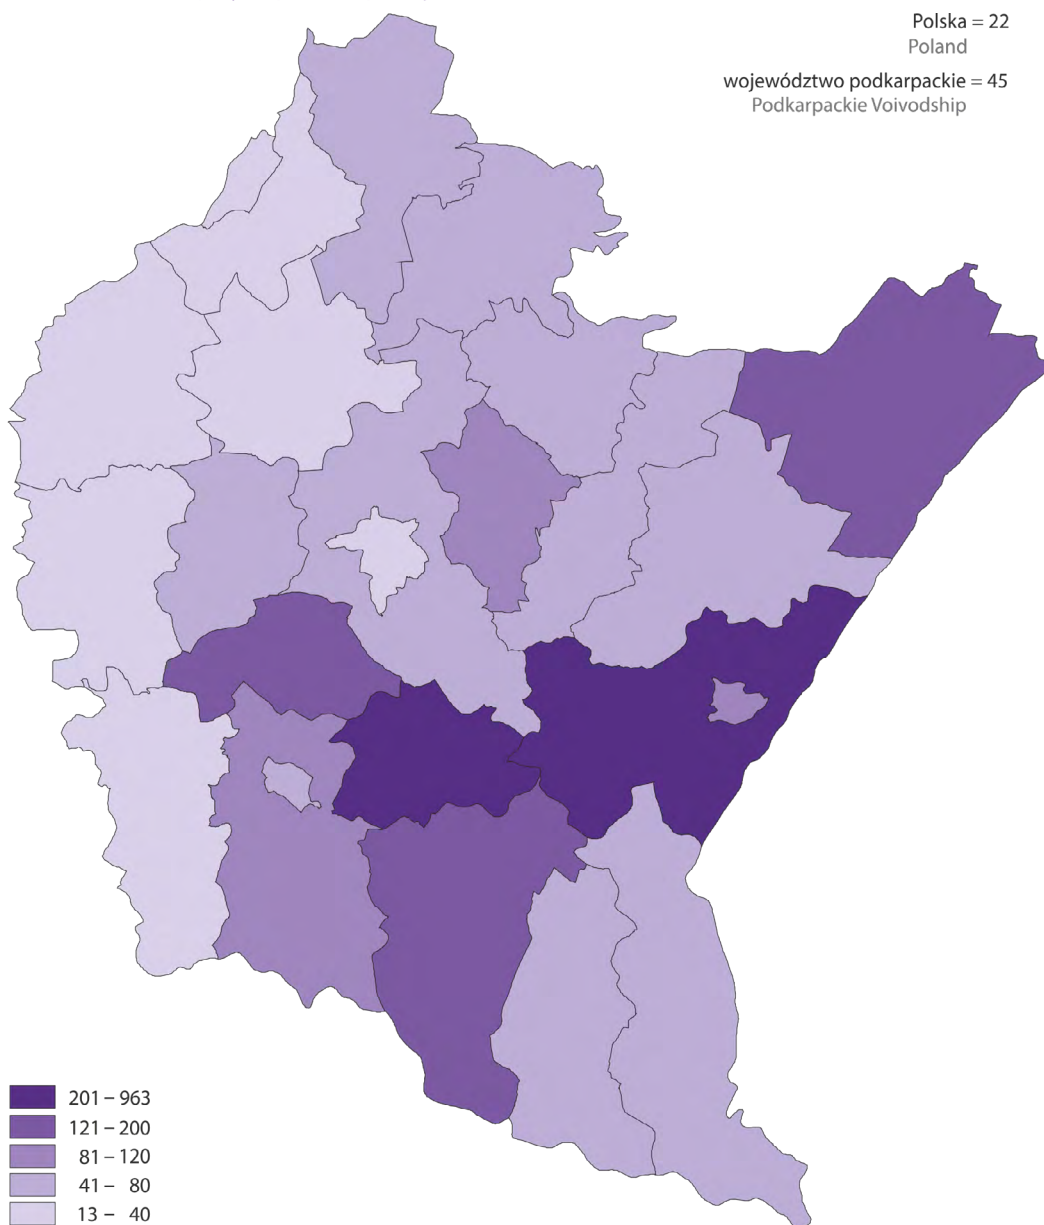 Polska = 22
Poland
województwo podkarpackie = 45
Podkarpackie Voivodship
201 – 963
121 – 200
81 – 120
41 – 80
13 – 40